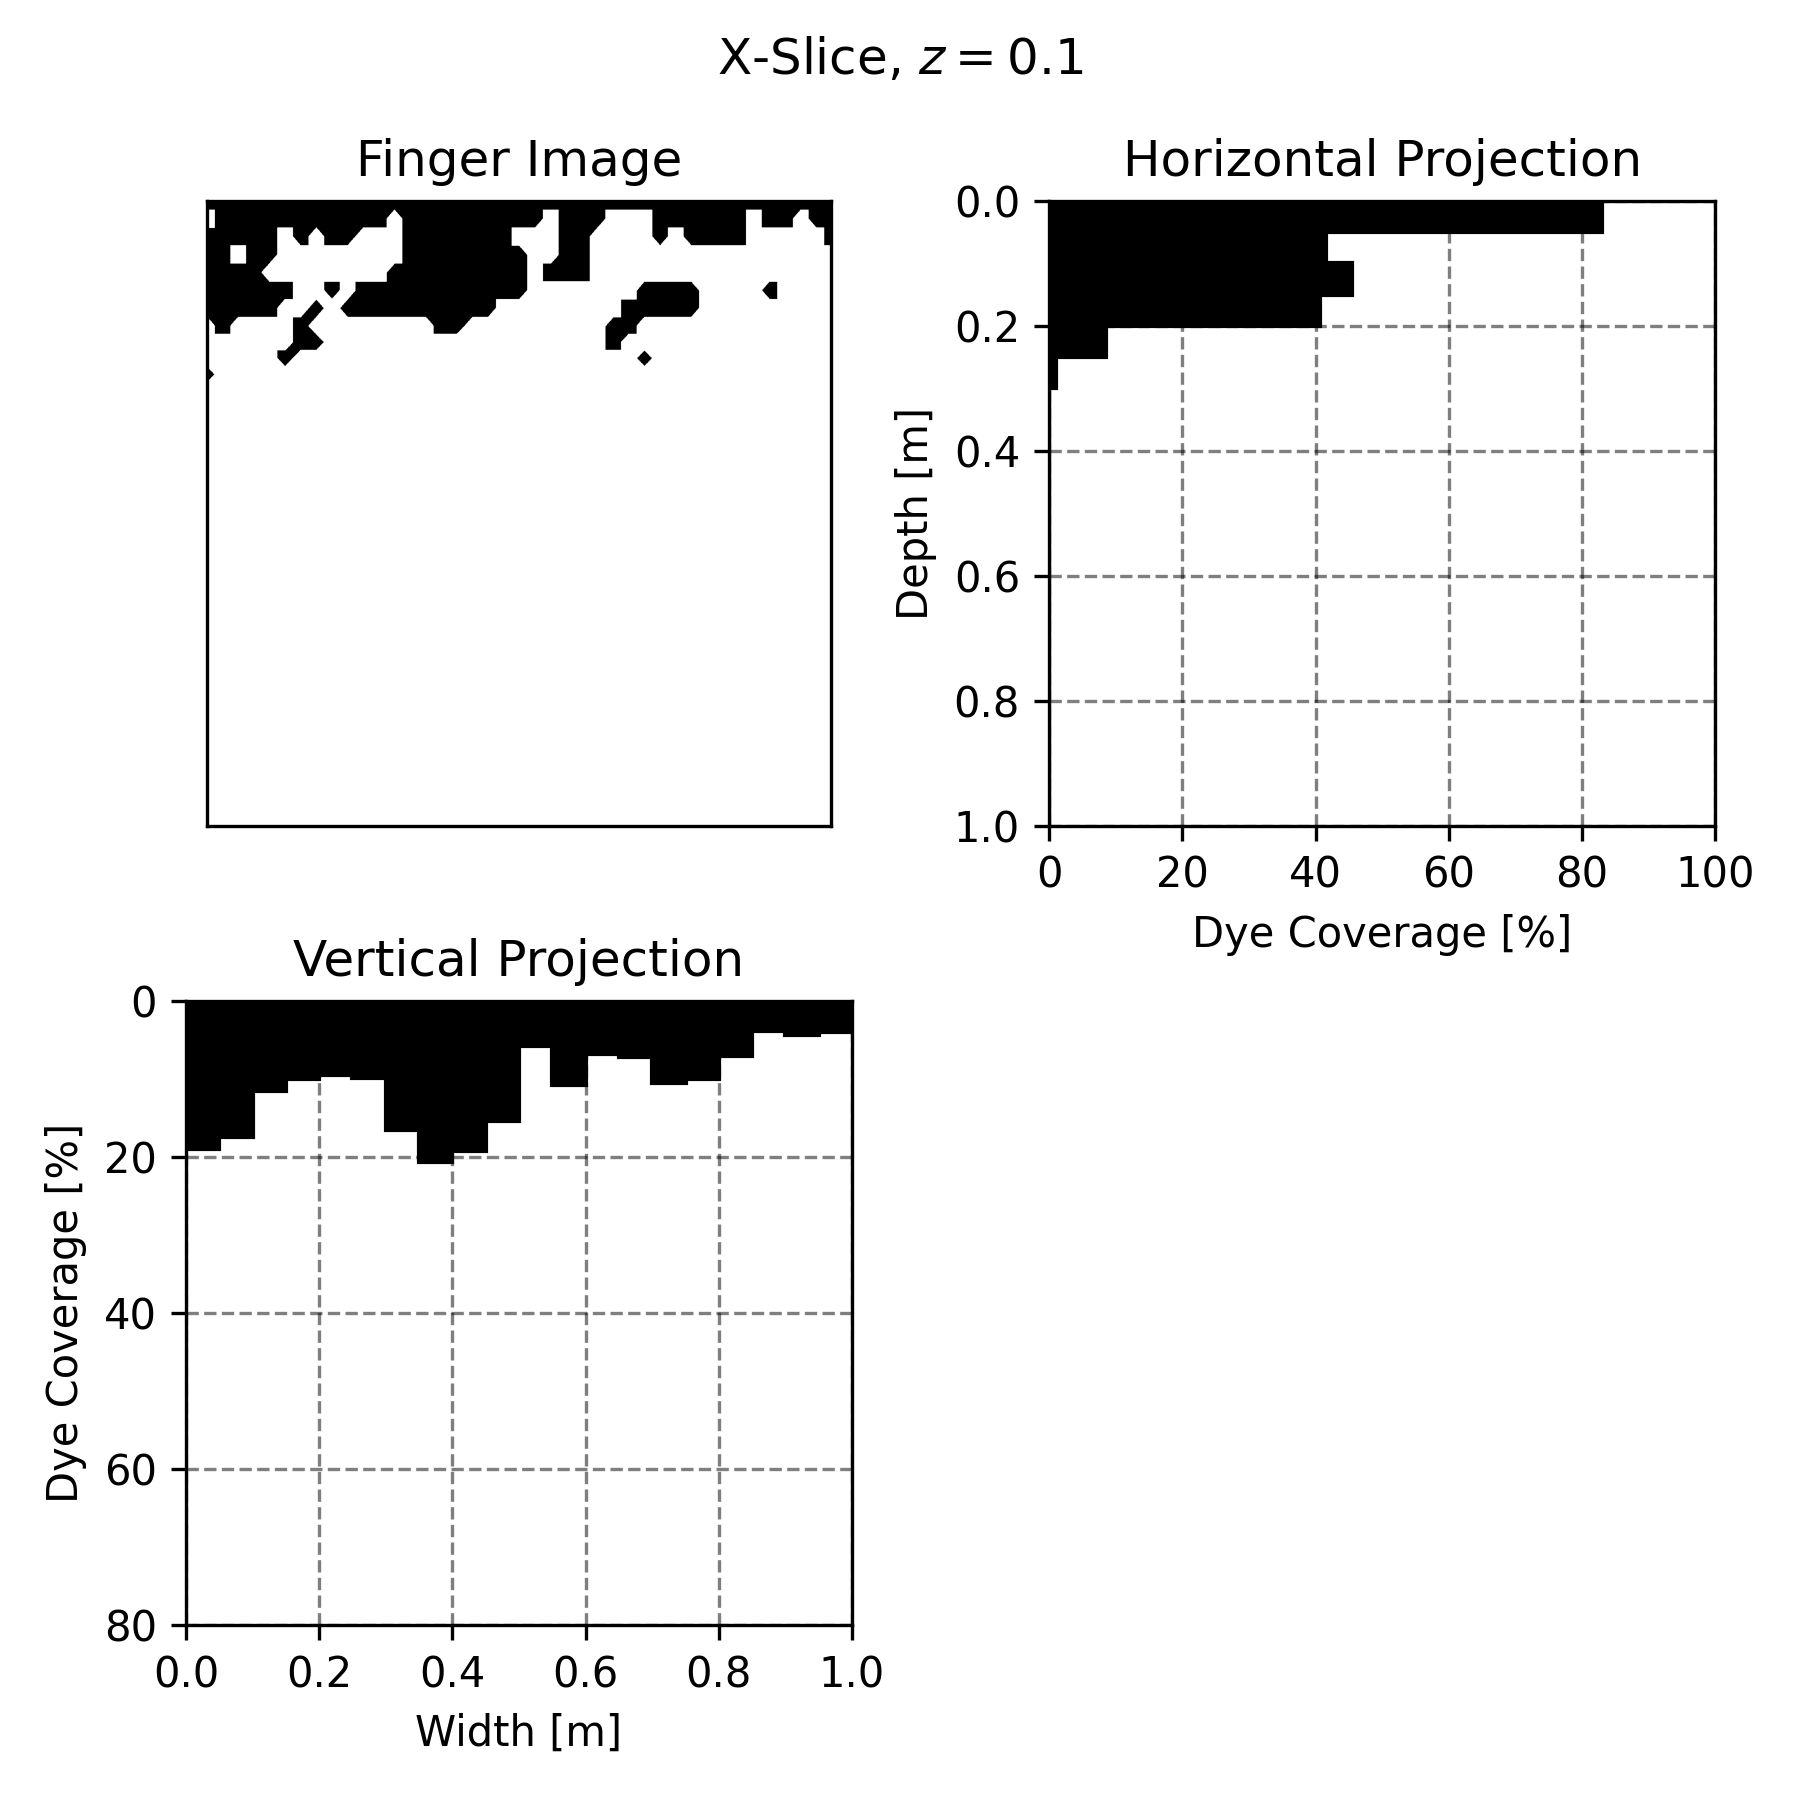 X-Slice, z = 0.1
Finger Image
Horizontal Projection
0.0
0.2
0.4
0.6
0.8
1.0
Depth [m]
0 20 40 60 80 100
Dye Coverage [%]
Vertical Projection
0
20
40
60
80
Dye Coverage [%]
0.0 0.2 0.4 0.6 0.8 1.0
Width [m]